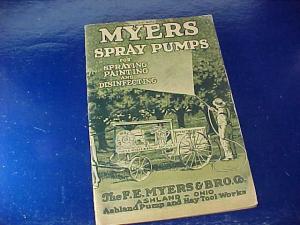 MYERS
SPRAY PUMPS
FOR
SPRAYING
PAINTING
AND
DISINFECTING
The F.E. MYERS & BRO. Co.
ASHLAND - OHIO
Ashland Pump and Hay Tool Works